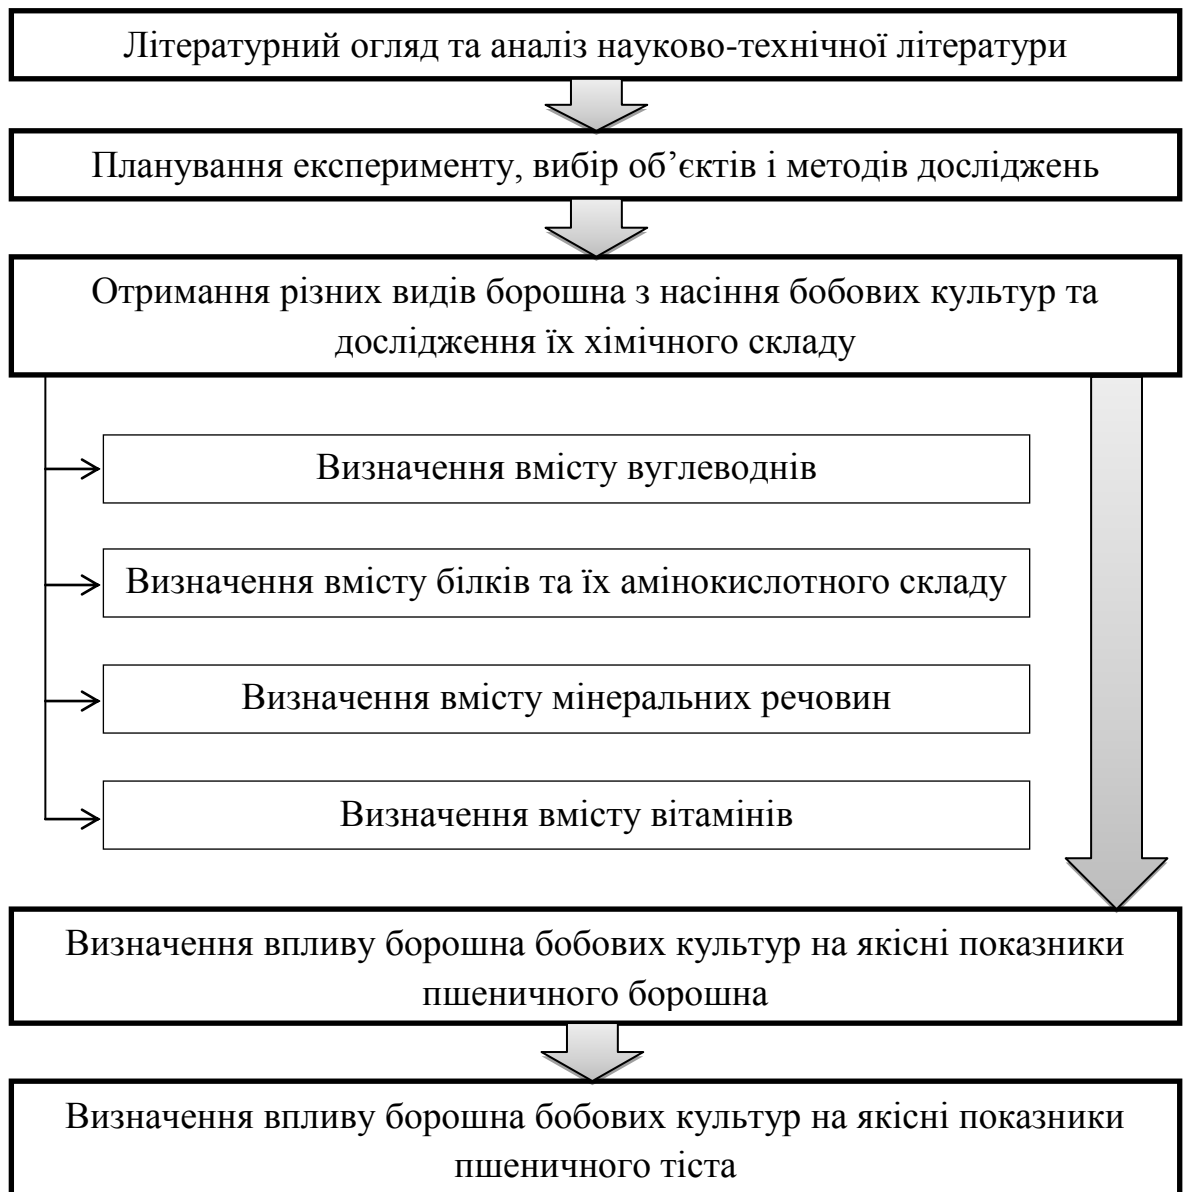 Літературний огляд та аналіз науково-технічної літератури
Планування експерименту, вибір об’єктів і методів досліджень
Отримання різних видів борошна з насіння бобових культур та
дослідження їх хімічного складу
Визначення вмісту вуглеводнів
Визначення вмісту білків та їх амінокислотного складу
Визначення вмісту мінеральних речовин
Визначення вмісту вітамінів
Визначення впливу борошна бобових культур на якісні показники
пшеничного борошна
Визначення впливу борошна бобових культур на якісні показники
пшеничного тіста